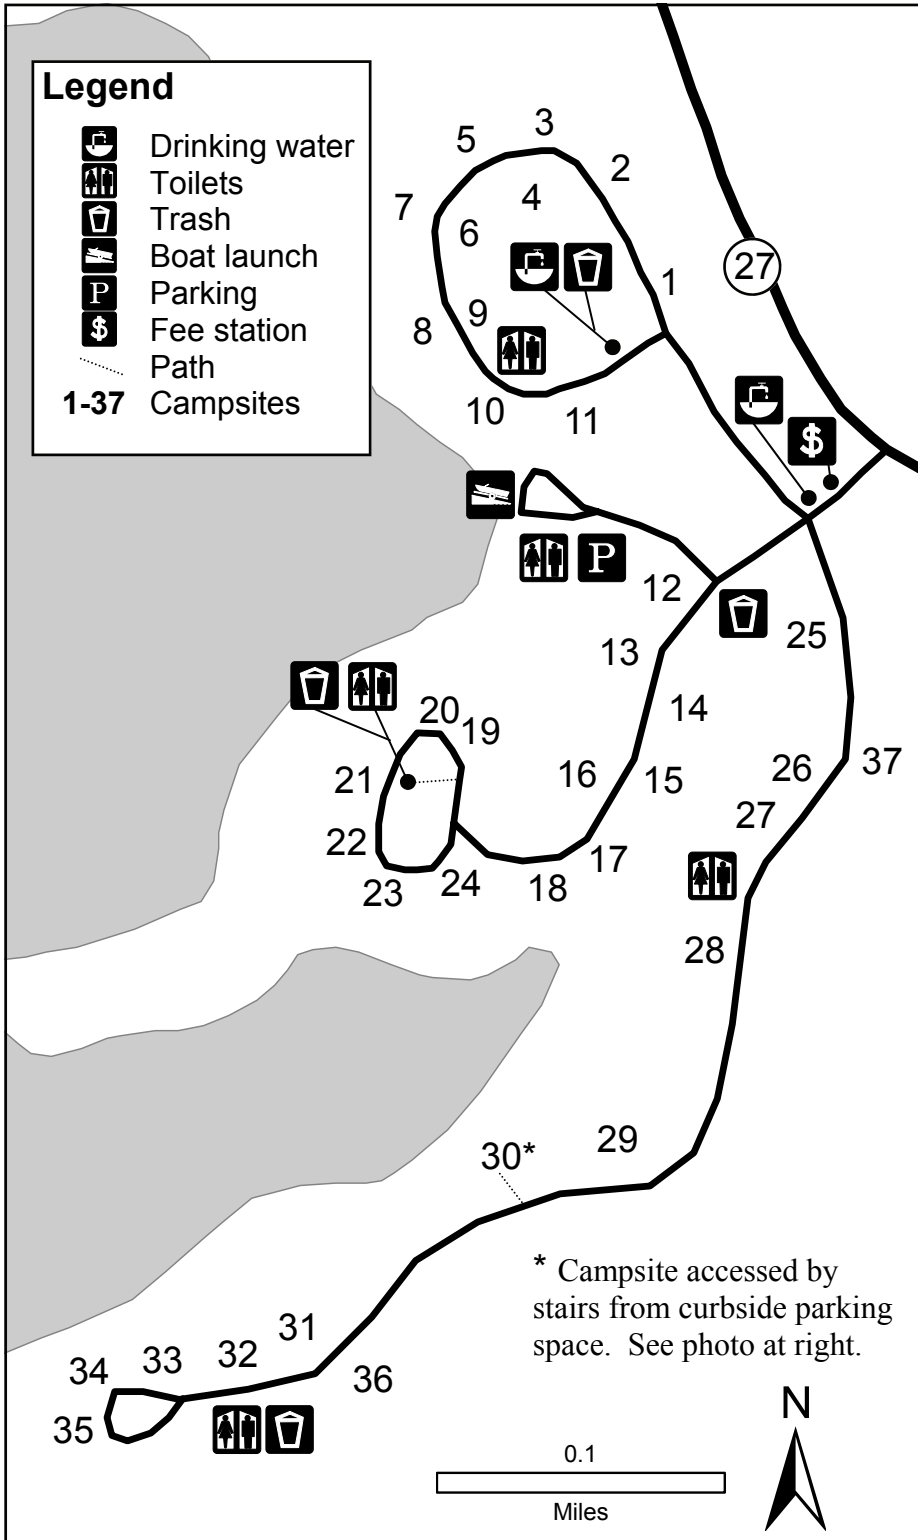 Legend
Drinking water
Toilets
Trash
Boat launch
P Parking
$ Fee station
Path
1-37 Campsites
3
5
2
4
7
6
27
1
9
8
10
11
$
P
12
13
25
14
20
19
21
16
15
26
37
27
22
17
23
24
18
28
29
30*
* Campsite accessed by
stairs from curbside parking
space. See photo at right.
31
32
33
34
36
35
N
0.1
Miles